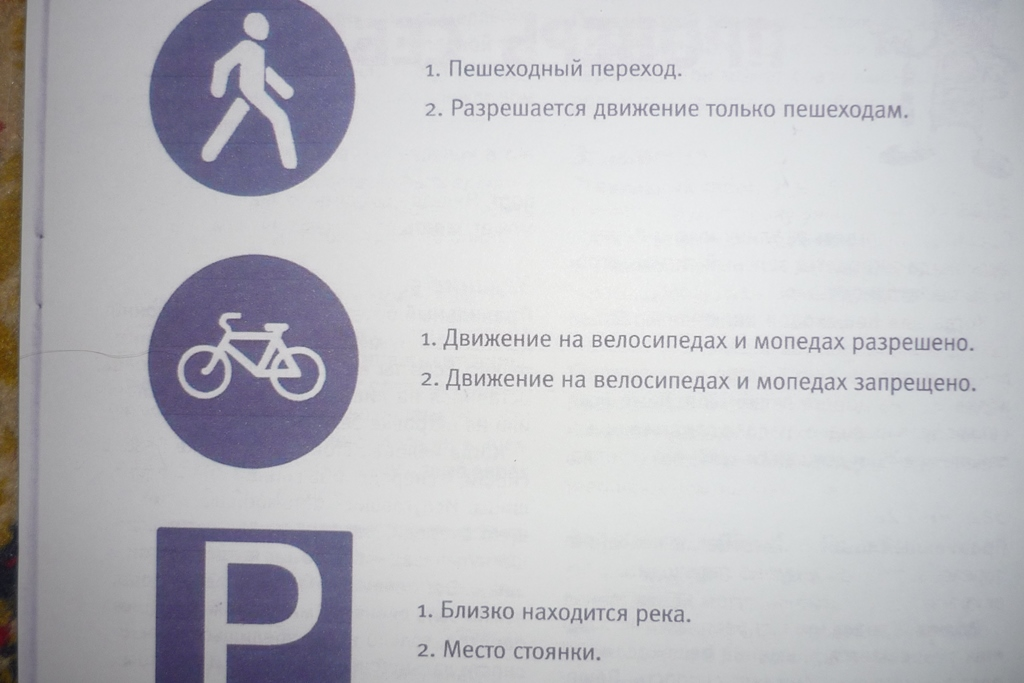 1. Пешеходный переход.
2. Разрешается движение только пешеходам.
1. Движение на велосипедах и мопедах разрешено.
2. Движение на велосипедах и мопедах запрещено.
P
1. Близко находится река.
2. Место стоянки.